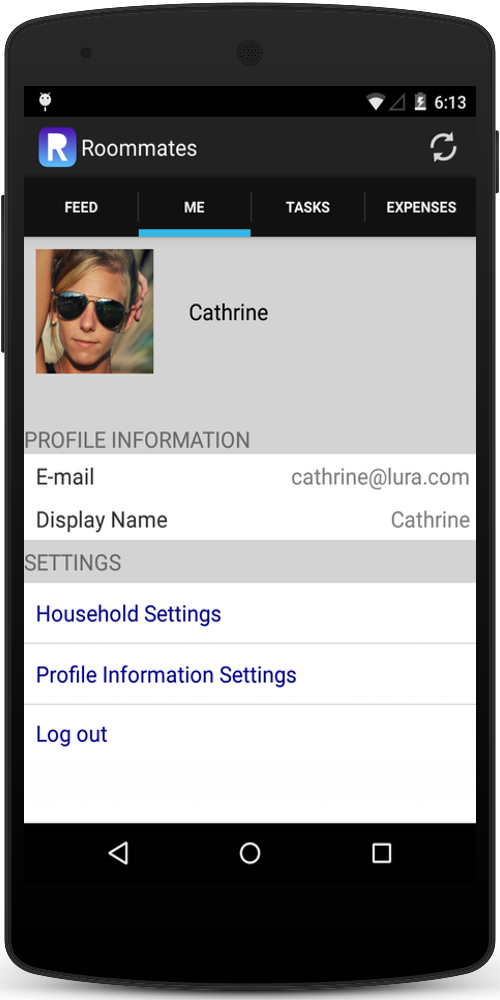 6:13
R Roommates
FEED ME TASKS EXPENSES
Cathrine
PROFILE INFORMATION
E-mail cathrine@lura.com
Display Name Cathrine
SETTINGS
Household Settings
Profile Information Settings
Log out